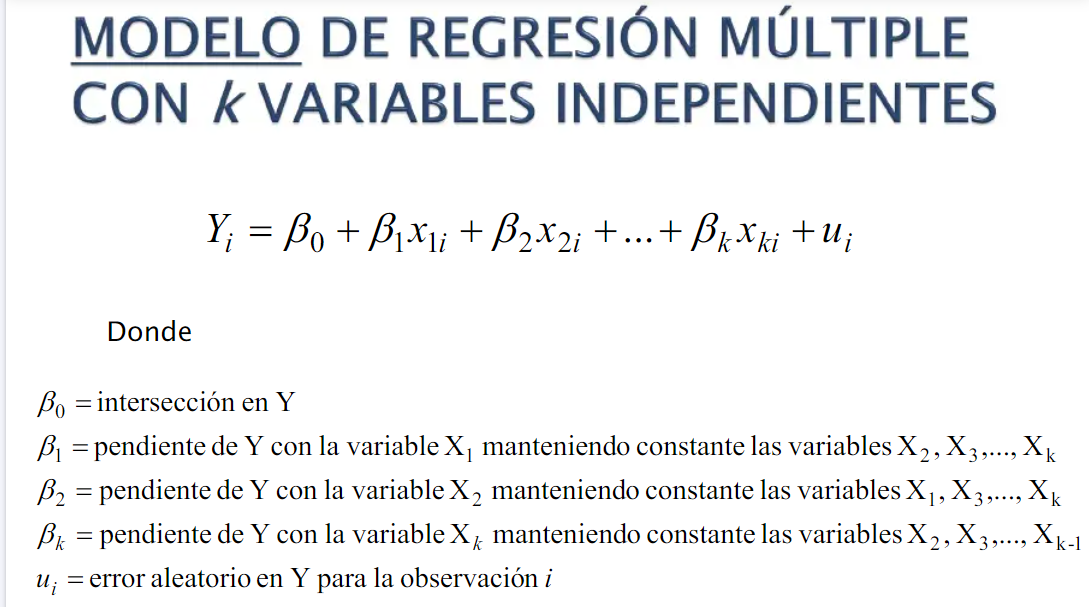 MODELO DE REGRESIÓN MÚLTIPLE
CON k VARIABLES INDEPENDIENTES
Yᵢ = β₀ + β₁x₁ᵢ + β₂x₂ᵢ + ... + βₖxₖᵢ + uᵢ
Donde
β₀ = intersección en Y
β₁ = pendiente de Y con la variable X₁ manteniendo constante las variables X₂, X₃,..., Xₖ
β₂ = pendiente de Y con la variable X₂ manteniendo constante las variables X₁, X₃,..., Xₖ
βₖ = pendiente de Y con la variable Xₖ manteniendo constante las variables X₂, X₃,..., Xₖ₋₁
uᵢ = error aleatorio en Y para la observación i